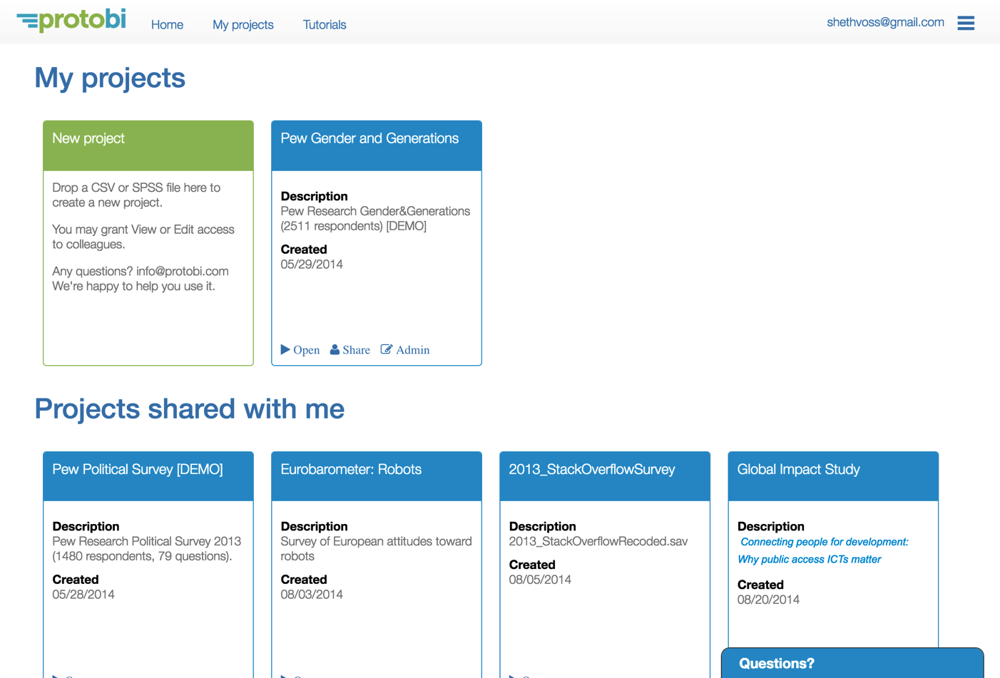 protobi
Home My projects Tutorials
shethvoss@gmail.com
My projects
New project
Drop a CSV or SPSS file here to
create a new project.
You may grant View or Edit access
to colleagues.
Any questions? info@protobi.com
We're happy to help you use it.
Pew Gender and Generations
Description
Pew Research Gender&Generations
(2511 respondents) [DEMO]
Created
05/29/2014
Open Share Admin
Projects shared with me
Pew Political Survey [DEMO]
Description
Pew Research Political Survey 2013
(1480 respondents, 79 questions).
Created
05/28/2014
Eurobarometer: Robots
Description
Survey of European attitudes toward
robots
Created
08/03/2014
2013_StackOverflowSurvey
Description
2013_StackOverflowRecoded.sav
Created
08/05/2014
Global Impact Study
Description
Connecting people for development:
Why public access ICTs matter
Created
08/20/2014
Questions?